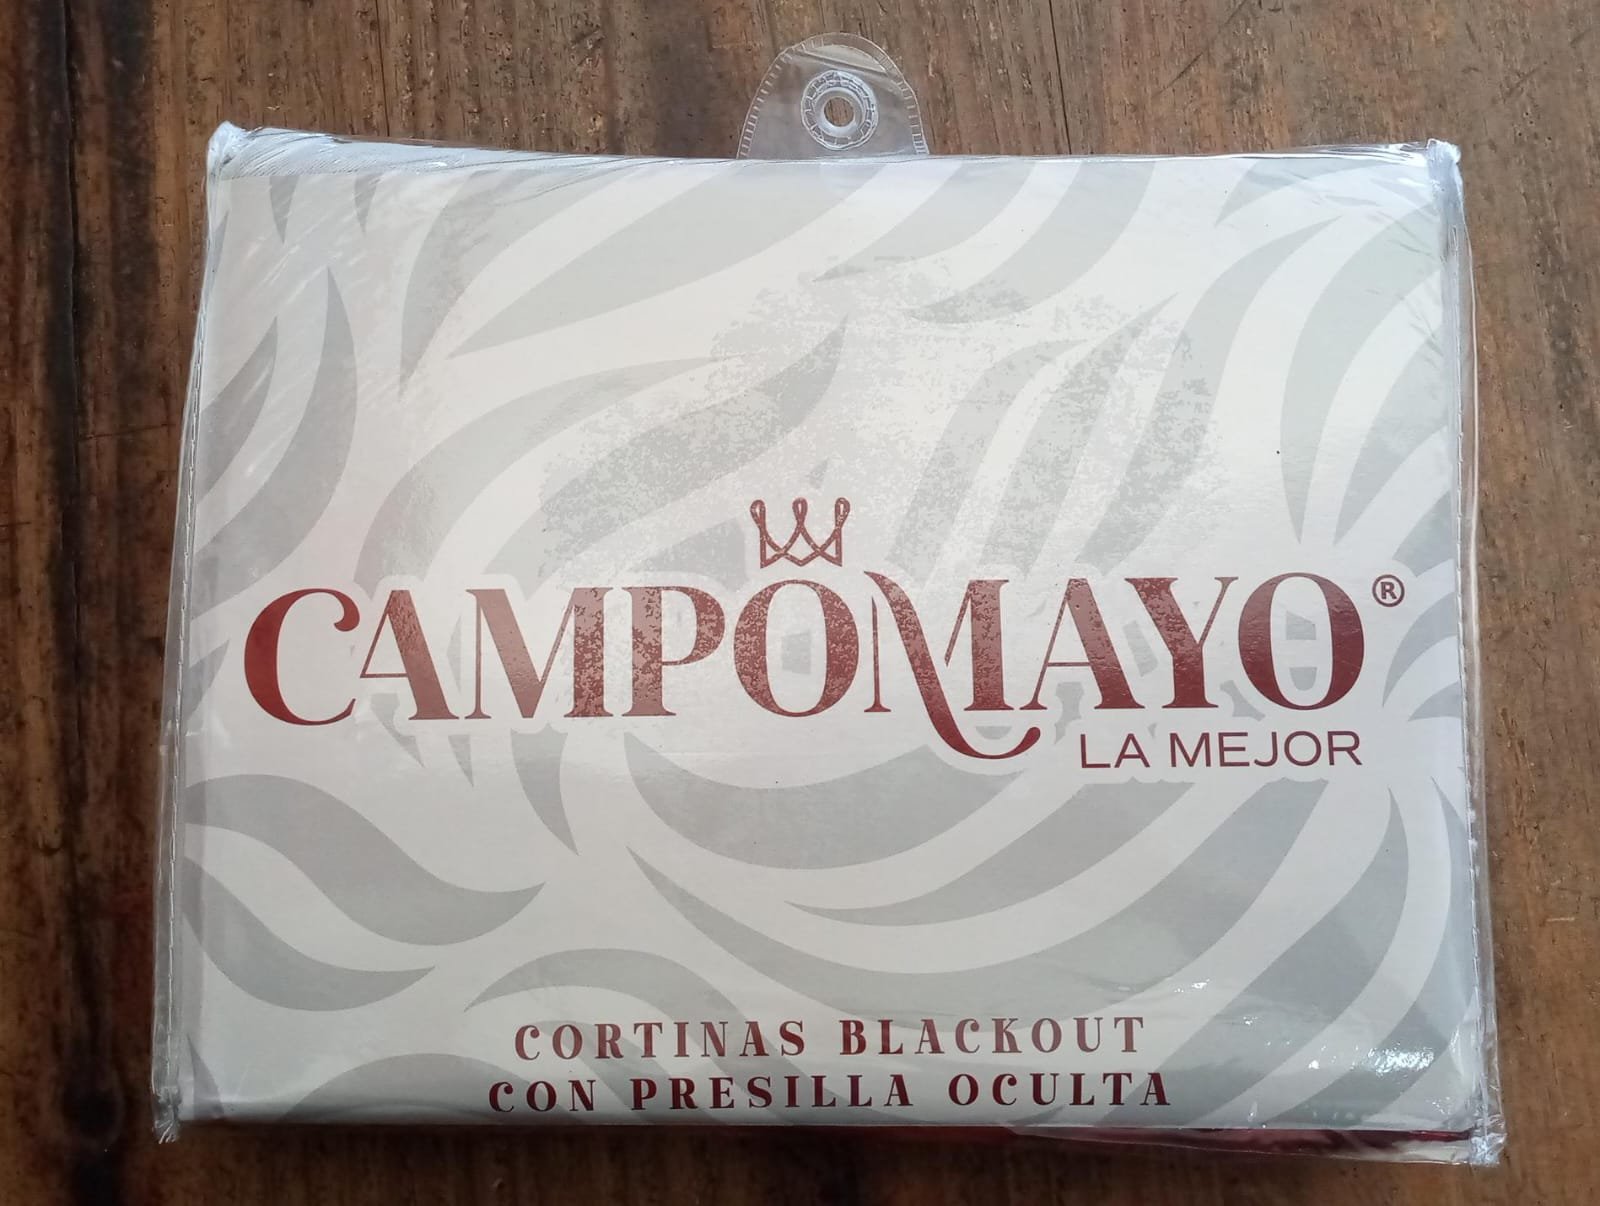 CAMPOMAYO®
LA MEJOR
CORTINAS BLACKOUT
CON PRESILLA OCULTA